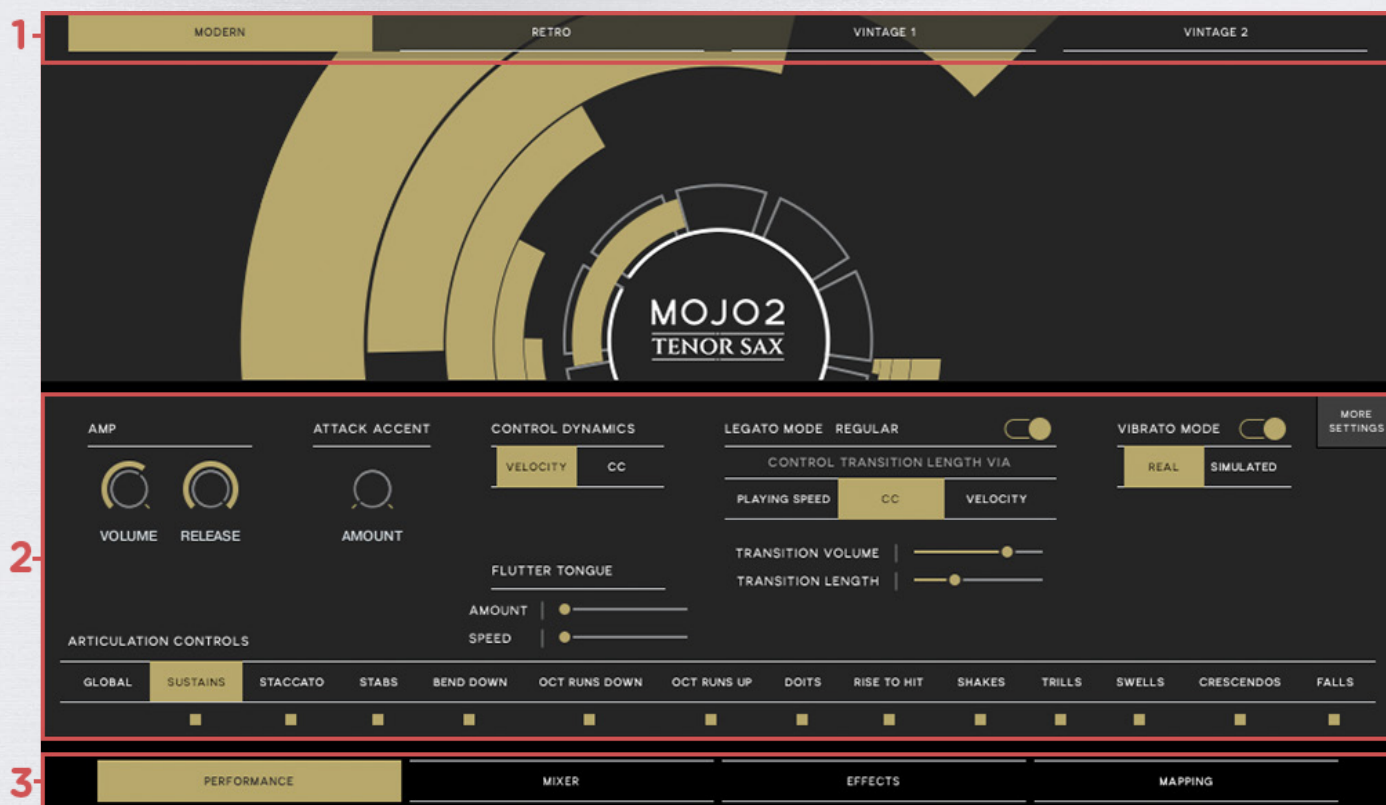 1
MODERN RETRO VINTAGE 1 VINTAGE 2
MOJO2
TENOR SAX
2
AMP ATTACK ACCENT CONTROL DYNAMICS LEGATO MODE REGULAR VIBRATO MODE MORE SETTINGS
VELOCITY CC CONTROL TRANSITION LENGTH VIA REAL SIMULATED
PLAYING SPEED CC VELOCITY
VOLUME RELEASE AMOUNT
TRANSITION VOLUME
FLUTTER TONGUE TRANSITION LENGTH
AMOUNT
SPEED
ARTICULATION CONTROLS
GLOBAL SUSTAINS STACCATO STABS BEND DOWN OCT RUNS DOWN OCT RUNS UP DOITS RISE TO HIT SHAKES TRILLS SWELLS CRESCENDOS FALLS
3
PERFORMANCE MIXER EFFECTS MAPPING